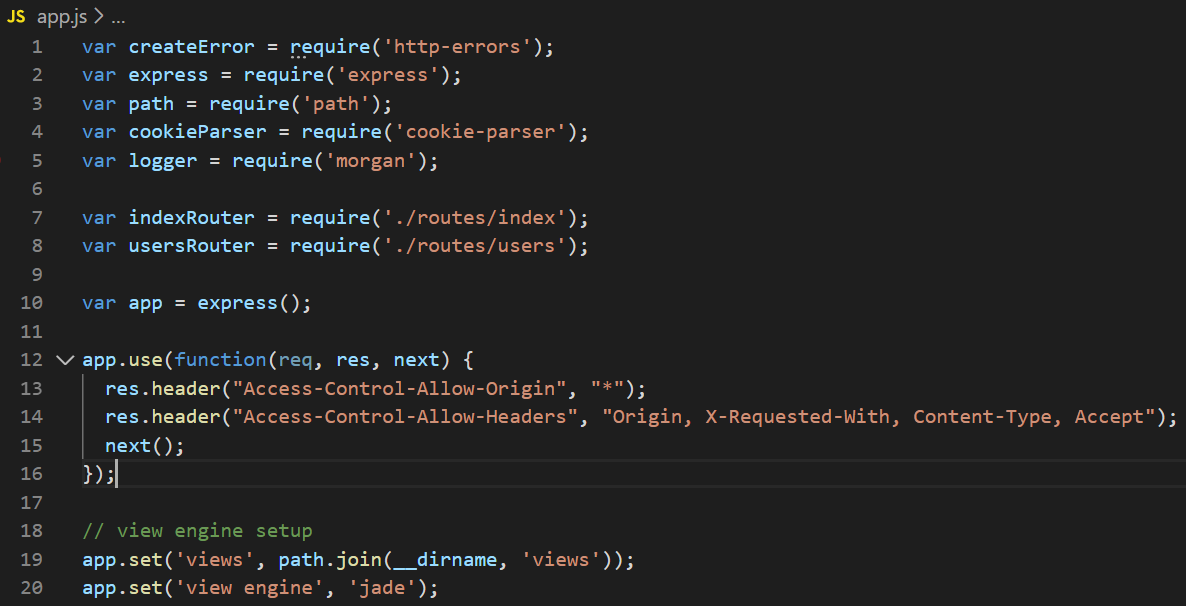 JS app.js > ...
1 var createError = require('http-errors');
2 var express = require('express');
3 var path = require('path');
4 var cookieParser = require('cookie-parser');
5 var logger = require('morgan');
6
7 var indexRouter = require('./routes/index');
8 var usersRouter = require('./routes/users');
9
10 var app = express();
11
12 app.use(function(req, res, next) {
13   res.header("Access-Control-Allow-Origin", "*");
14   res.header("Access-Control-Allow-Headers", "Origin, X-Requested-With, Content-Type, Accept");
15   next();
16 });
17
18 // view engine setup
19 app.set('views', path.join(__dirname, 'views'));
20 app.set('view engine', 'jade');